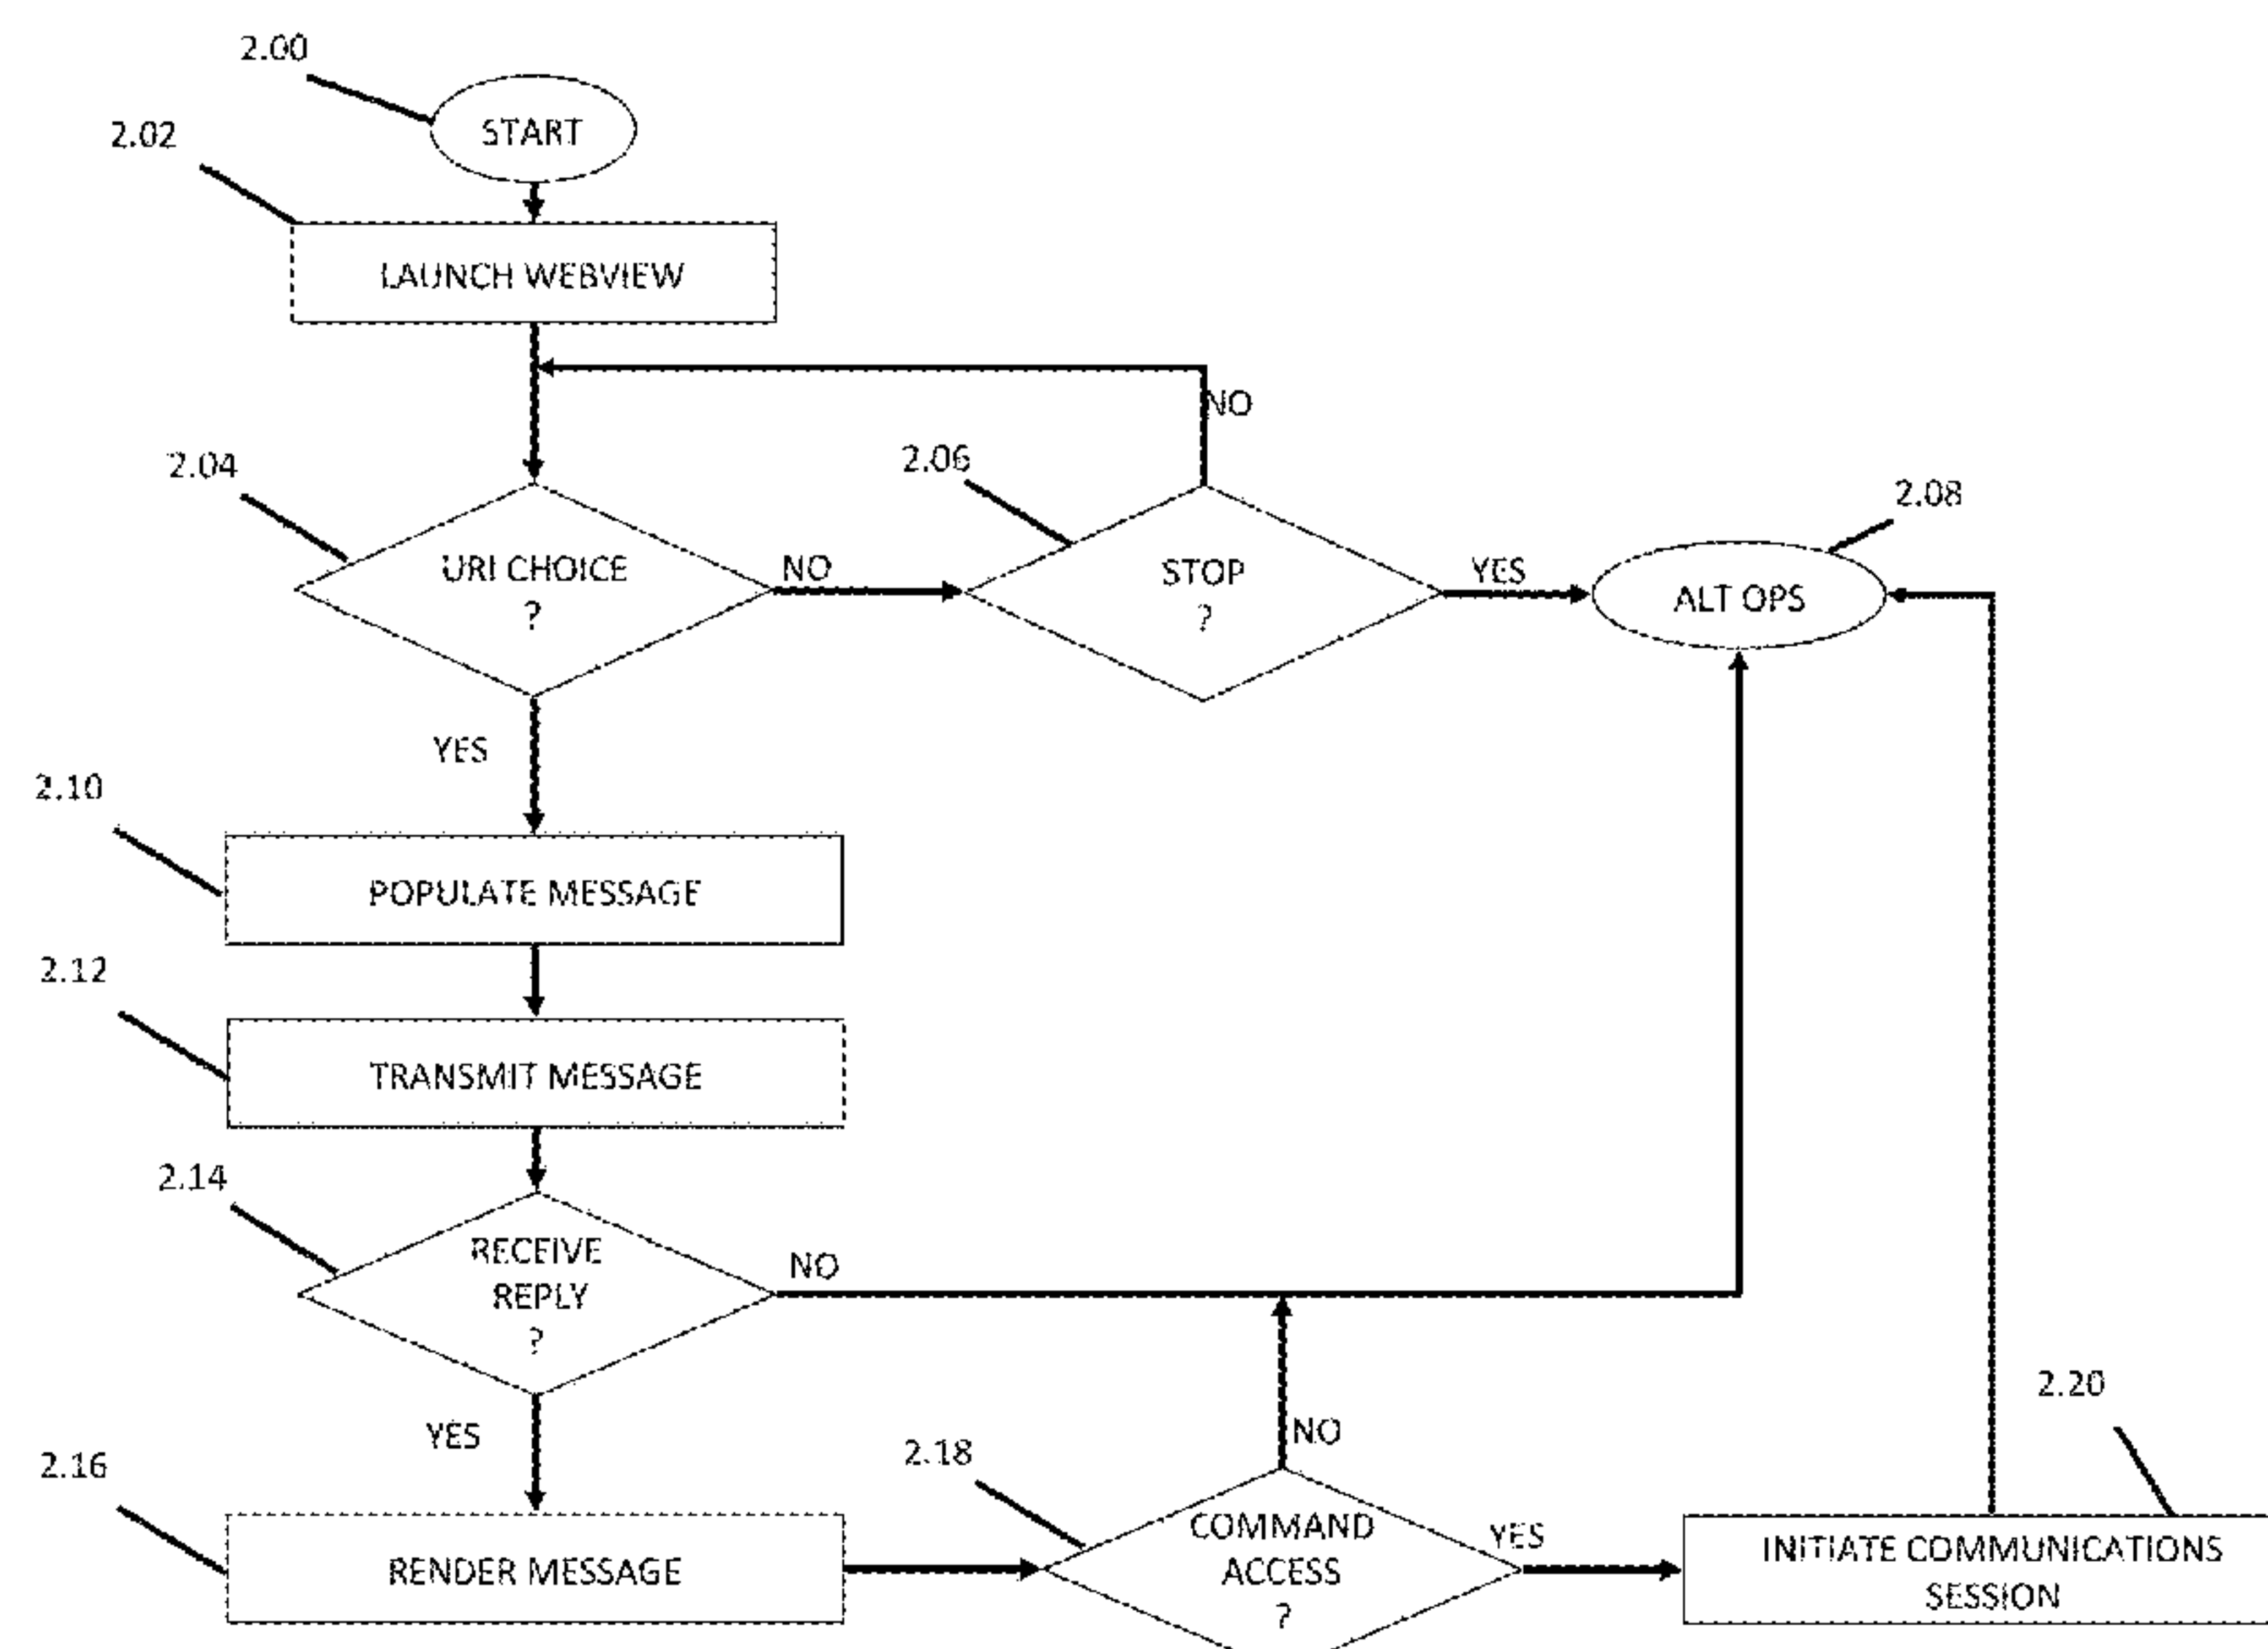 2.00
START
2.02
LAUNCH WEBVIEW
NO
2.04
2.06
2.08
URI CHOICE
?
NO
STOP
?
YES
ALT OPS
YES
2.10
POPULATE MESSAGE
2.12
TRANSMIT MESSAGE
2.14
RECEIVE
REPLY
?
NO
YES
2.16
RENDER MESSAGE
2.18
NO
COMMAND
ACCESS
?
YES
2.20
INITIATE COMMUNICATIONS
SESSION